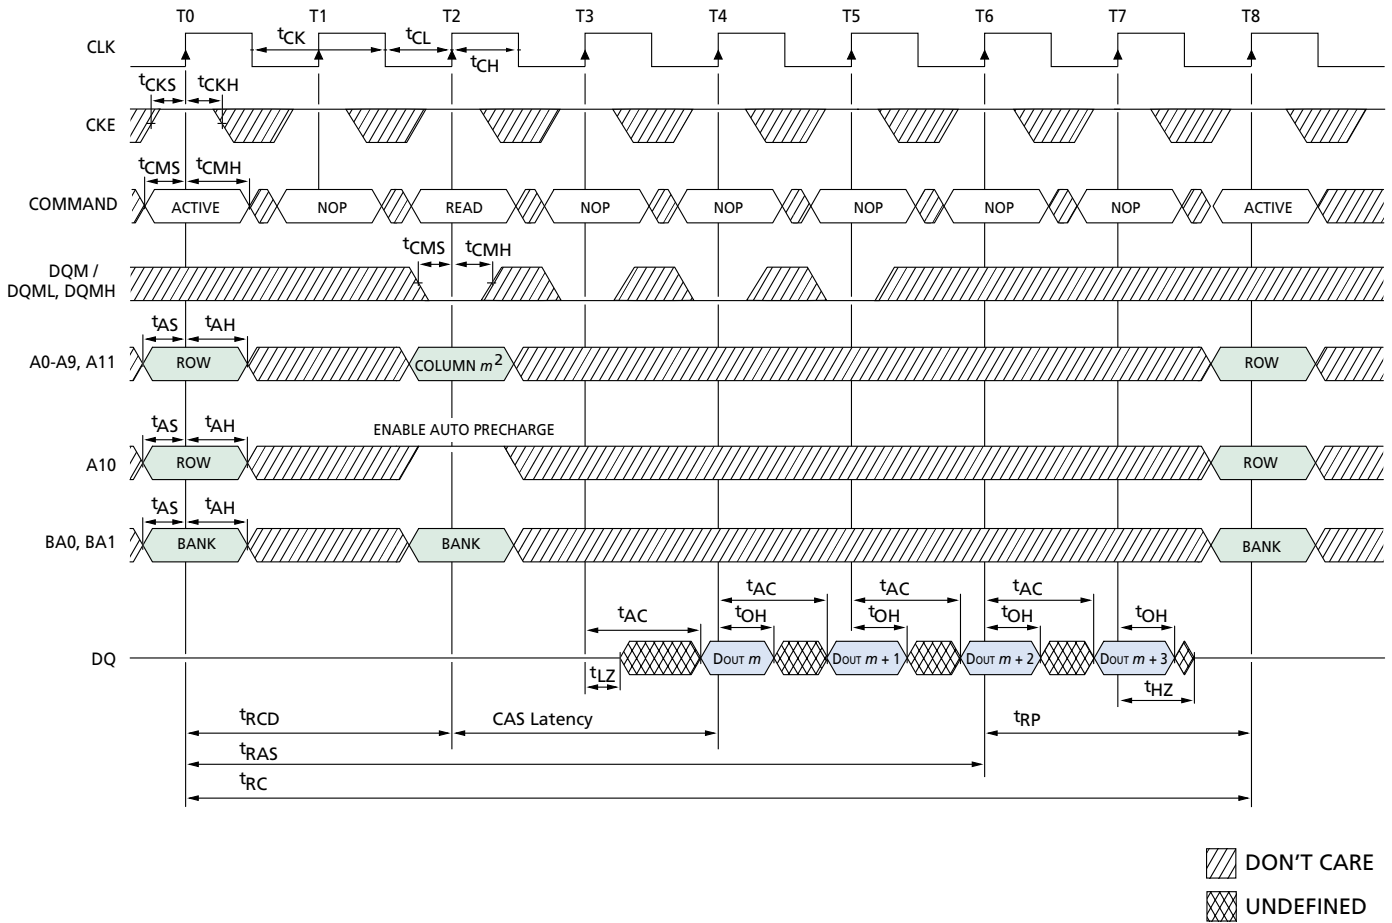 T0 T1 T2 T3 T4 T5 T6 T7 T8
CLK
tCK tCL
tCH
tCKS tCKH
CKE
tCMS tCMH
COMMAND ACTIVE NOP READ NOP NOP NOP NOP NOP ACTIVE
tCMS tCMH
DQM /
DQML, DQMH
tAS tAH
A0-A9, A11 ROW COLUMN m2 ROW
ENABLE AUTO PRECHARGE
tAS tAH
A10 ROW ROW
tAS tAH
BA0, BA1 BANK BANK BANK
tAC tAC tAC
tAC tOH tOH tOH tOH
DQ DOUT m DOUT m + 1 DOUT m + 2 DOUT m + 3
tLZ tHZ
tRCD CAS Latency tRP
tRAS
tRC
DON'T CARE
UNDEFINED